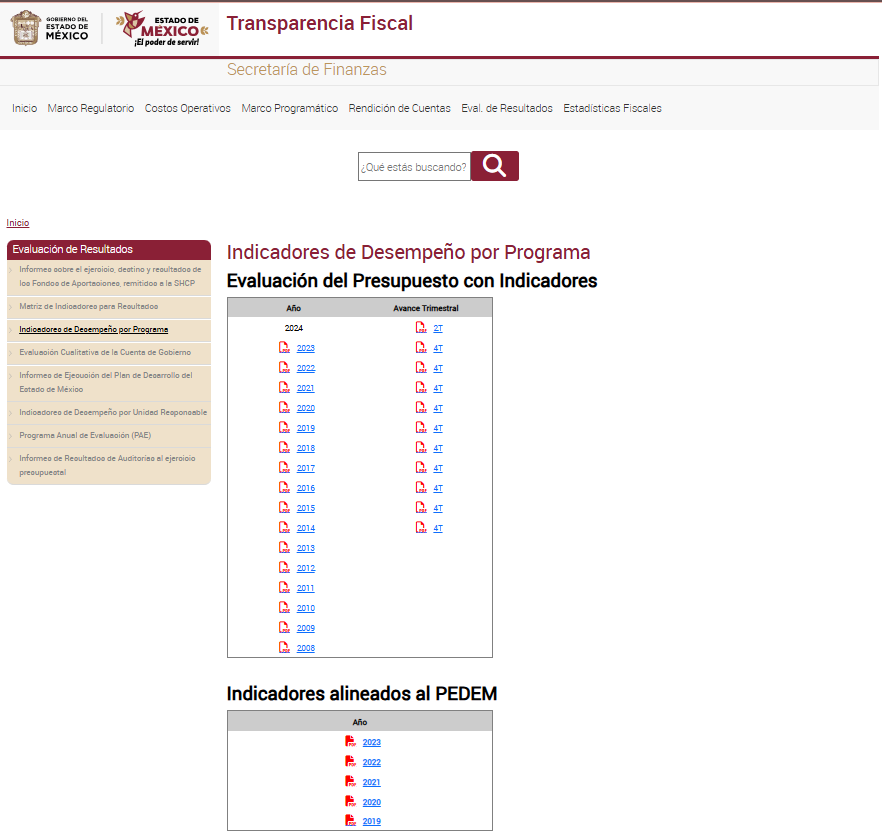 GOBIERNO DEL
ESTADO DE
MÉXICO
ESTADO DE
MÉXICO
¡El poder de servir!
Transparencia Fiscal
Secretaría de Finanzas
Inicio Marco Regulatorio Costos Operativos Marco Programático Rendición de Cuentas Eval. de Resultados Estadísticas Fiscales
¿Qué estás buscando?
Inicio
Evaluación de Resultados
Informes sobre el ejercicio, destino y resultados de
los Fondos de Aportaciones, remitidos a la SHCP
Matriz de Indicadores para Resultados
Indicadores de Desempeño por Programa
Evaluación Cualitativa de la Cuenta de Gobierno
Informes de Ejecución del Plan de Desarrollo del
Estado de México
Indicadores de Desempeño por Unidad Responsable
Programa Anual de Evaluación (PAE)
Informes de Resultados de Auditorías al ejercicio
presupuestal
Indicadores de Desempeño por Programa
Evaluación del Presupuesto con Indicadores
Año Avance Trimestral
2024 2T
2023 4T
2022 4T
2021 4T
2020 4T
2019 4T
2018 4T
2017 4T
2016 4T
2015 4T
2014 4T
2013
2012
2011
2010
2009
2008
Indicadores alineados al PEDEM
Año
2023
2022
2021
2020
2019